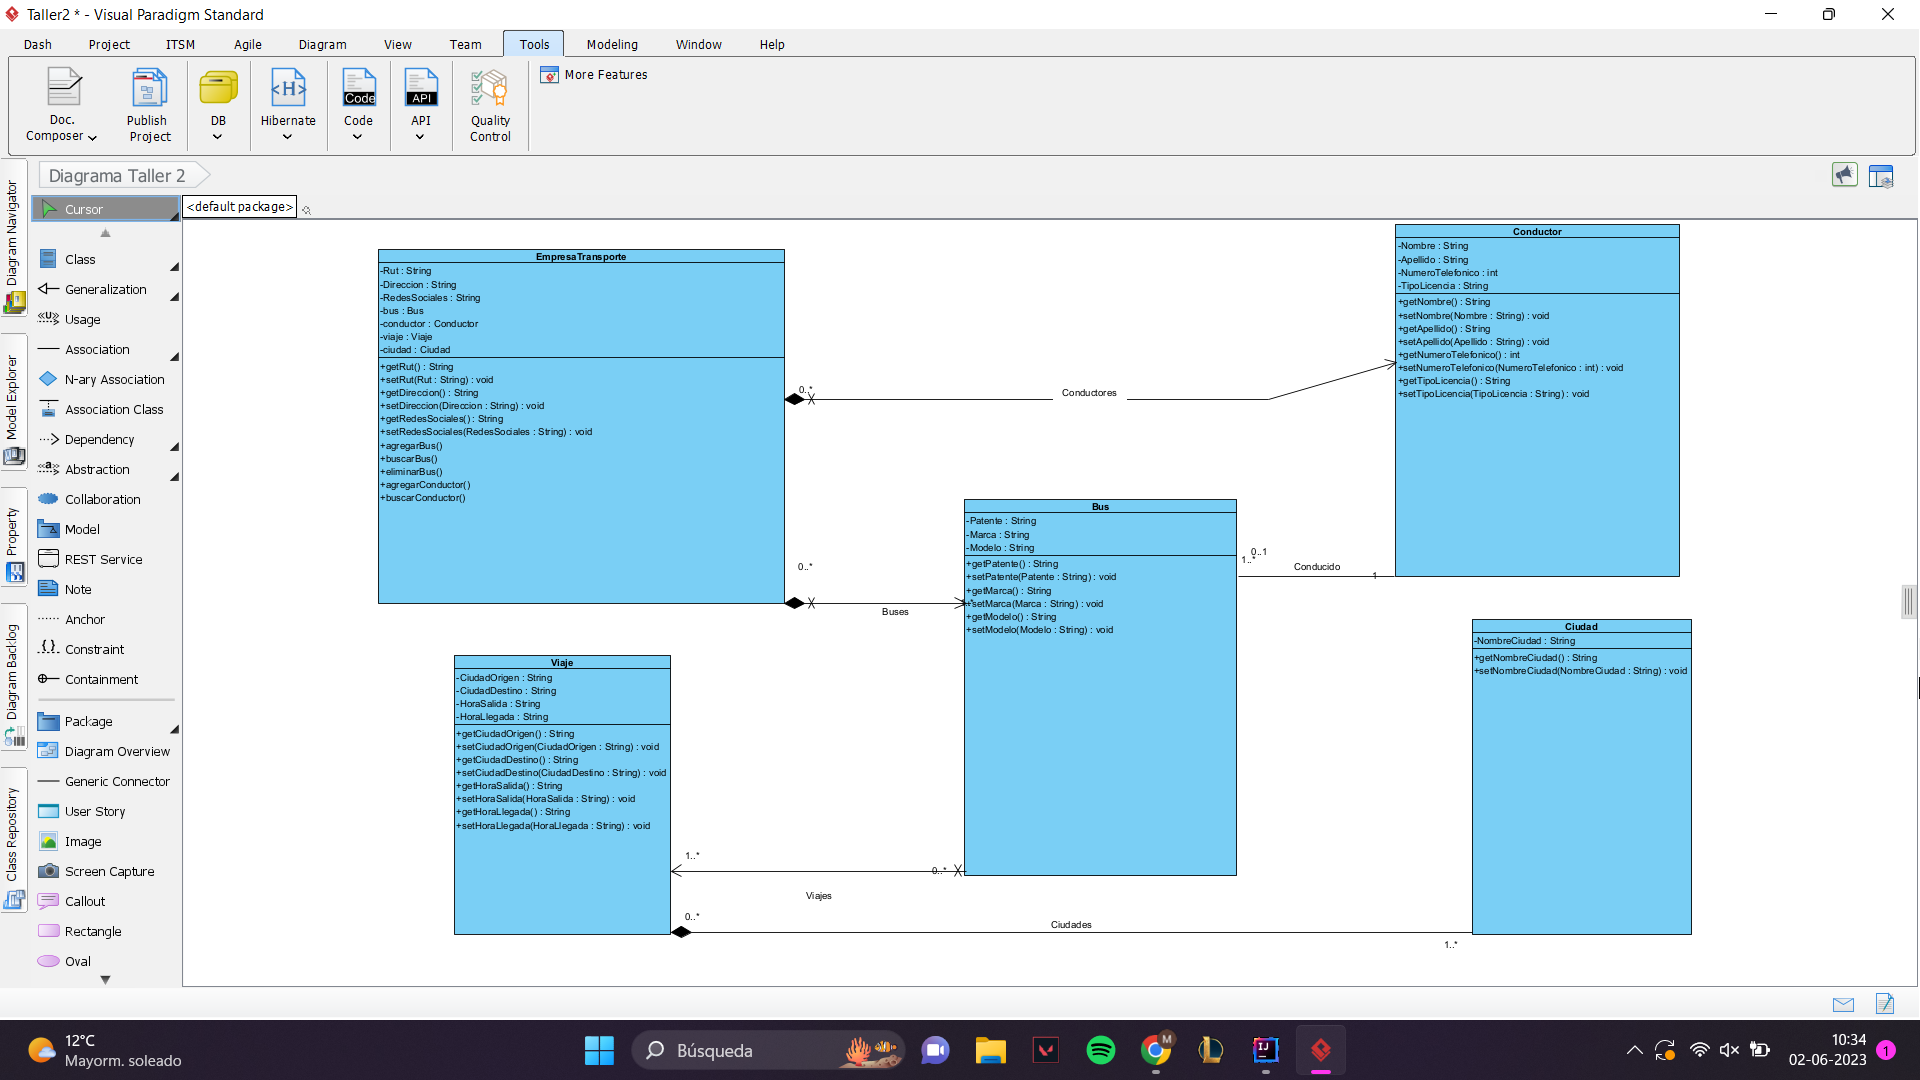 Taller2 * - Visual Paradigm Standard
Dash Project ITSM Agile Diagram View Team Tools Modeling Window Help
Doc. Composer
Publish Project
DB
Hibernate
Code
Code
API
API
Quality Control
More Features
Diagrama Taller 2
Diagram Navigator
Model Explorer
Property
Diagram Backlog
Class Repository
Cursor
<default package>
Class
Generalization
Usage
Association
N-ary Association
Association Class
Dependency
Abstraction
Collaboration
Model
REST Service
Note
Anchor
Constraint
Containment
Package
Diagram Overview
Generic Connector
User Story
Image
Screen Capture
Callout
Rectangle
Oval
EmpresaTransporte
-Rut : String
-Direccion : String
-RedesSociales : String
-bus : Bus
-conductor : Conductor
-viaje : Viaje
-ciudad : Ciudad
+getRut() : String
+setRut(Rut : String) : void
+getDireccion() : String
+setDireccion(Direccion : String) : void
+getRedesSociales() : String
+setRedesSociales(RedesSociales : String) : void
+agregarBus()
+buscarBus()
+eliminarBus()
+agregarConductor()
+buscarConductor()
Conductor
-Nombre : String
-Apellido : String
-NumeroTelefonico : int
-TipoLicencia : String
+getNombre() : String
+setNombre(Nombre : String) : void
+getApellido() : String
+setApellido(Apellido : String) : void
+getNumeroTelefonico() : int
+setNumeroTelefonico(NumeroTelefonico : int) : void
+getTipoLicencia() : String
+setTipoLicencia(TipoLicencia : String) : void
0..*
Conductores
Bus
-Patente : String
-Marca : String
-Modelo : String
+getPatente() : String
+setPatente(Patente : String) : void
+getMarca() : String
+setMarca(Marca : String) : void
+getModelo() : String
+setModelo(Modelo : String) : void
0..*
Buses
0..1
1..*
Conducido
1
Ciudad
-NombreCiudad : String
+getNombreCiudad() : String
+setNombreCiudad(NombreCiudad : String) : void
Viaje
-CiudadOrigen : String
-CiudadDestino : String
-HoraSalida : String
-HoraLlegada : String
+getCiudadOrigen() : String
+setCiudadOrigen(CiudadOrigen : String) : void
+getCiudadDestino() : String
+setCiudadDestino(CiudadDestino : String) : void
+getHoraSalida() : String
+setHoraSalida(HoraSalida : String) : void
+getHoraLlegada() : String
+setHoraLlegada(HoraLlegada : String) : void
1..*
0..*
Viajes
0..*
Ciudades
1..*
12°C
Mayorm. soleado
Búsqueda
10:34
02-06-2023
1